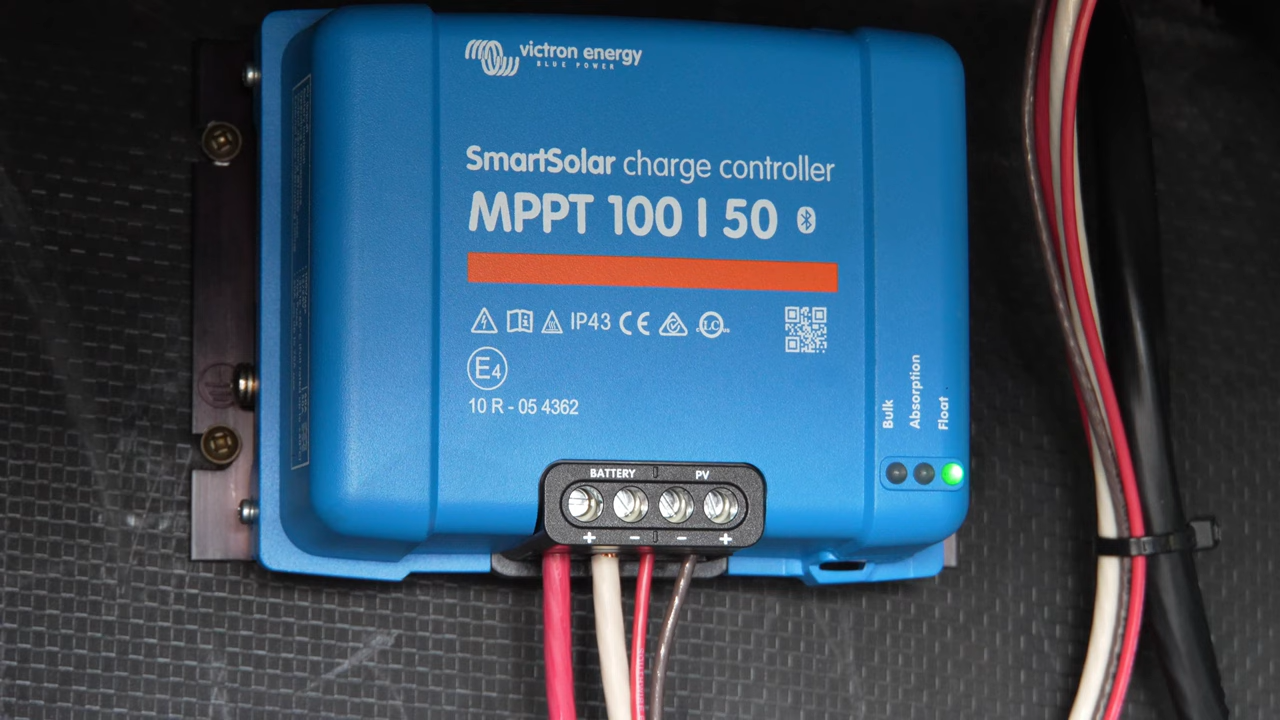 victron energy
BLUE POWER
SmartSolar charge controller
MPPT 100 | 50
IP43 CE
E4
10 R - 05 4362
Bulk
Absorption
Float
BATTERY | PV
+ − | − +